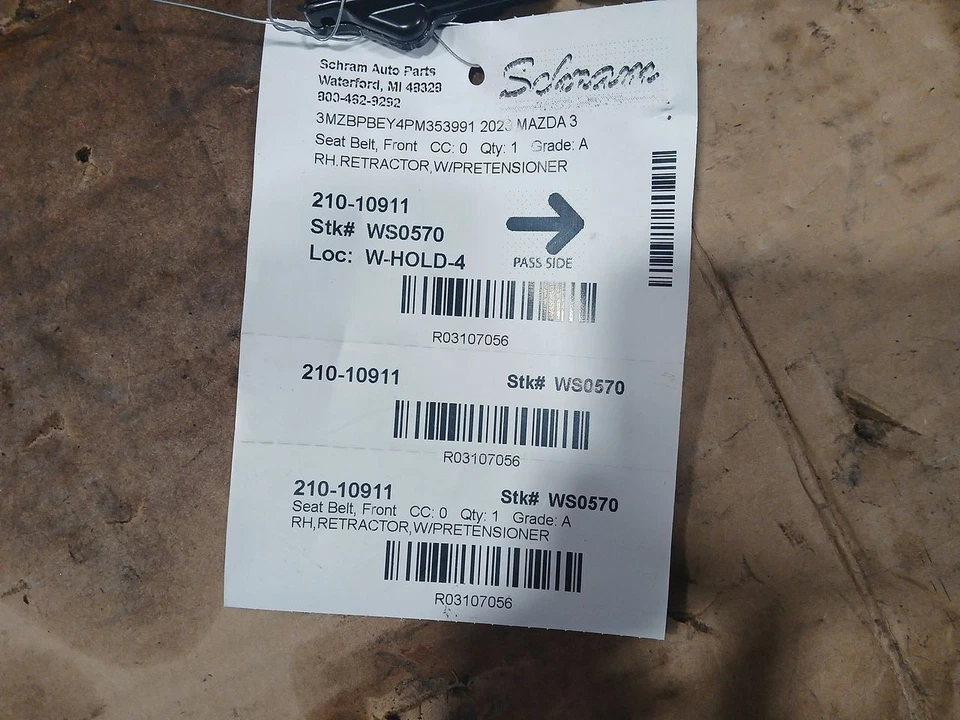 Schram Auto Parts
Waterford, MI 48328
800-462-9292
Schram
3MZBPBEY4PM353991 2023 MAZDA 3
Seat Belt, Front CC: 0 Qty: 1 Grade: A
RH.RETRACTOR,W/PRETENSIONER
210-10911
Stk# WS0570
Loc: W-HOLD-4
PASS SIDE
R03107056
210-10911 Stk# WS0570
R03107056
210-10911 Stk# WS0570
Seat Belt, Front CC: 0 Qty: 1 Grade: A
RH,RETRACTOR,W/PRETENSIONER
R03107056